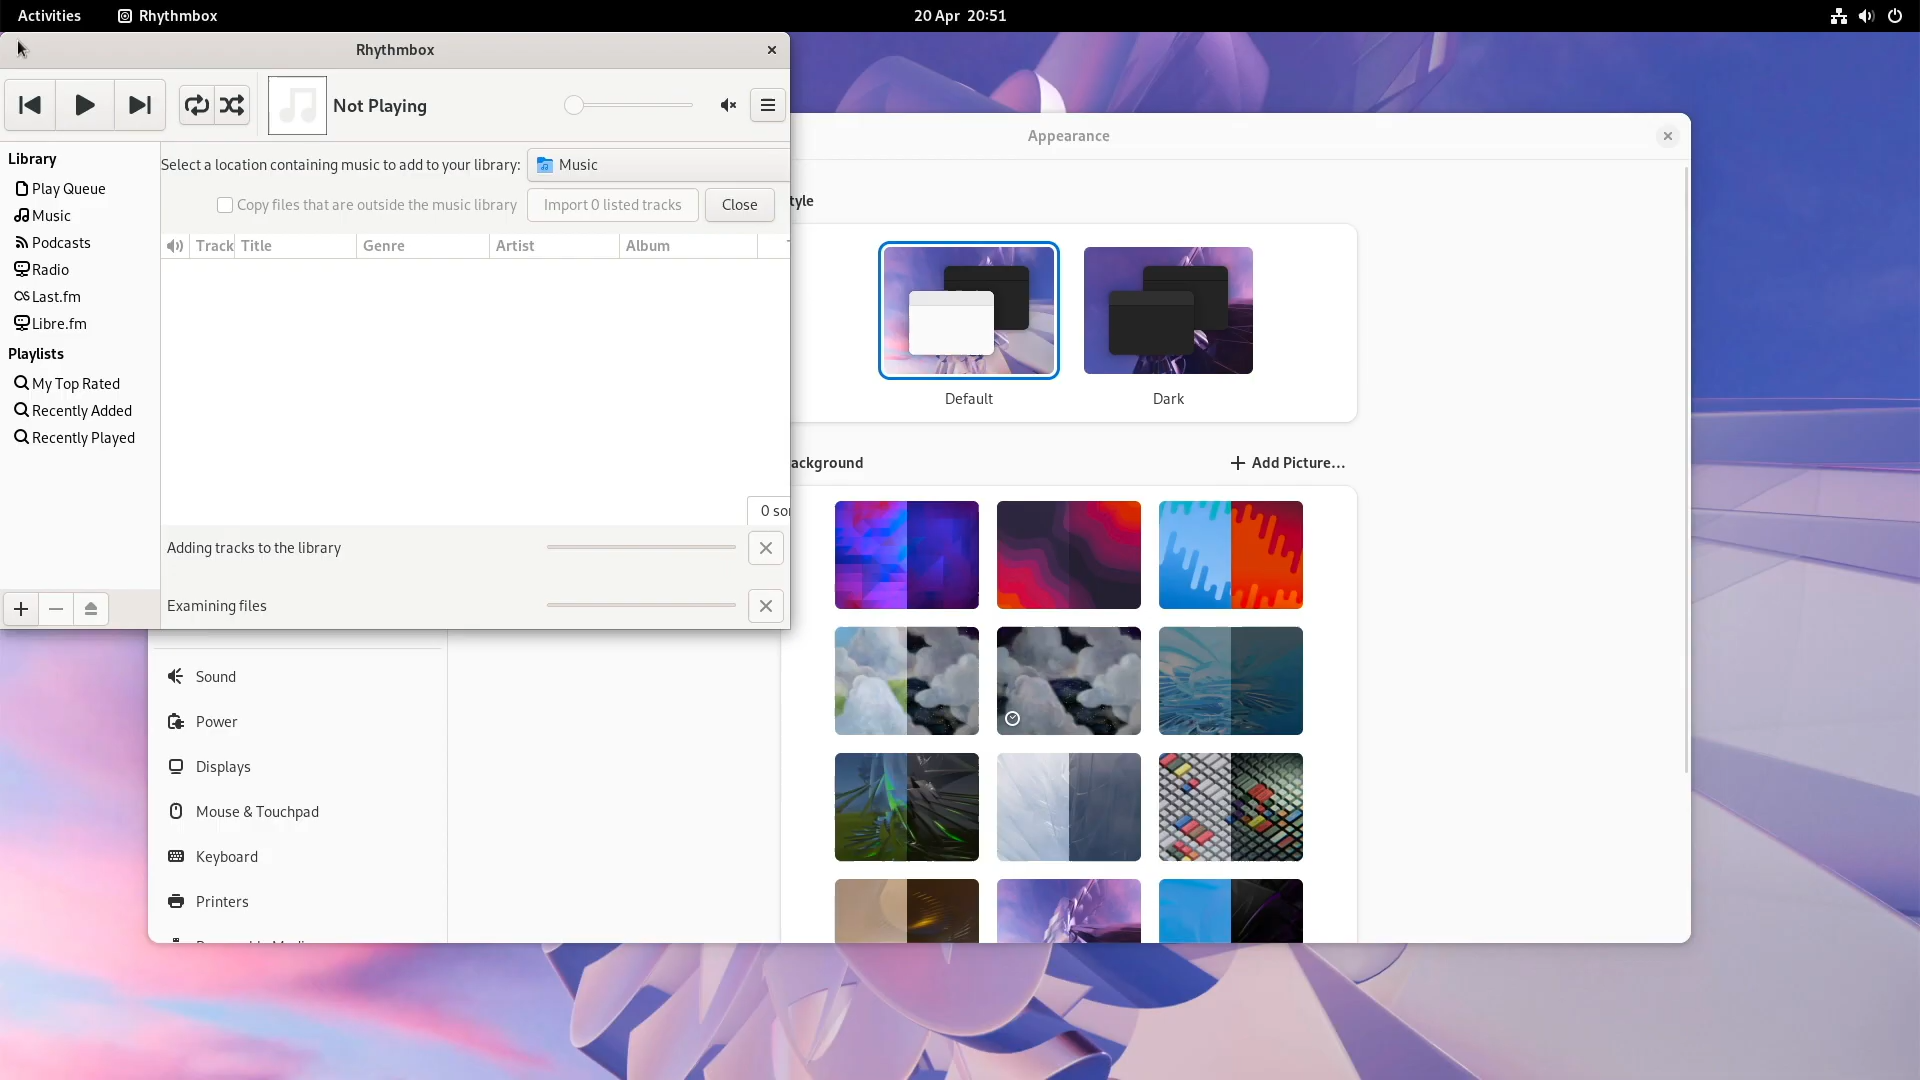 Activities
Rhythmbox
20 Apr 20:51
Rhythmbox
Not Playing
Library
Play Queue
Music
Podcasts
Radio
Last.fm
Libre.fm
Playlists
My Top Rated
Recently Added
Recently Played
Select a location containing music to add to your library:
Music
Copy files that are outside the music library
Import 0 listed tracks
Close
Track
Title
Genre
Artist
Album
0 so
Adding tracks to the library
Examining files
Appearance
tyle
Default
Dark
ackground
Add Picture…
Sound
Power
Displays
Mouse & Touchpad
Keyboard
Printers